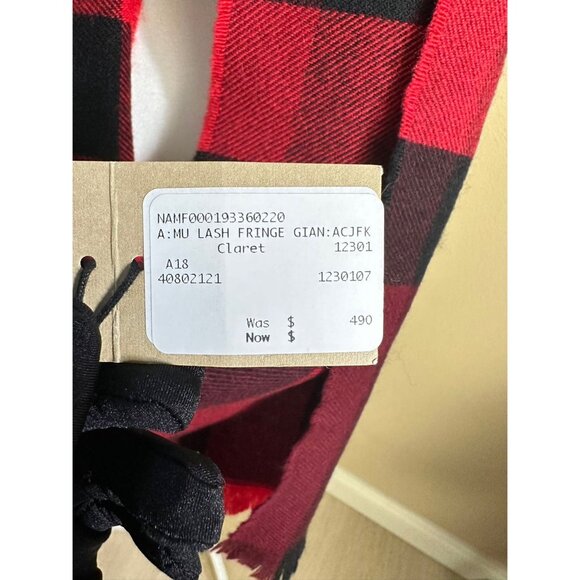 NAMF000193360220
A:MU LASH FRINGE GIAN:ACJFK
Claret 12301
A18
40802121 1230107
Was $ 490
Now $